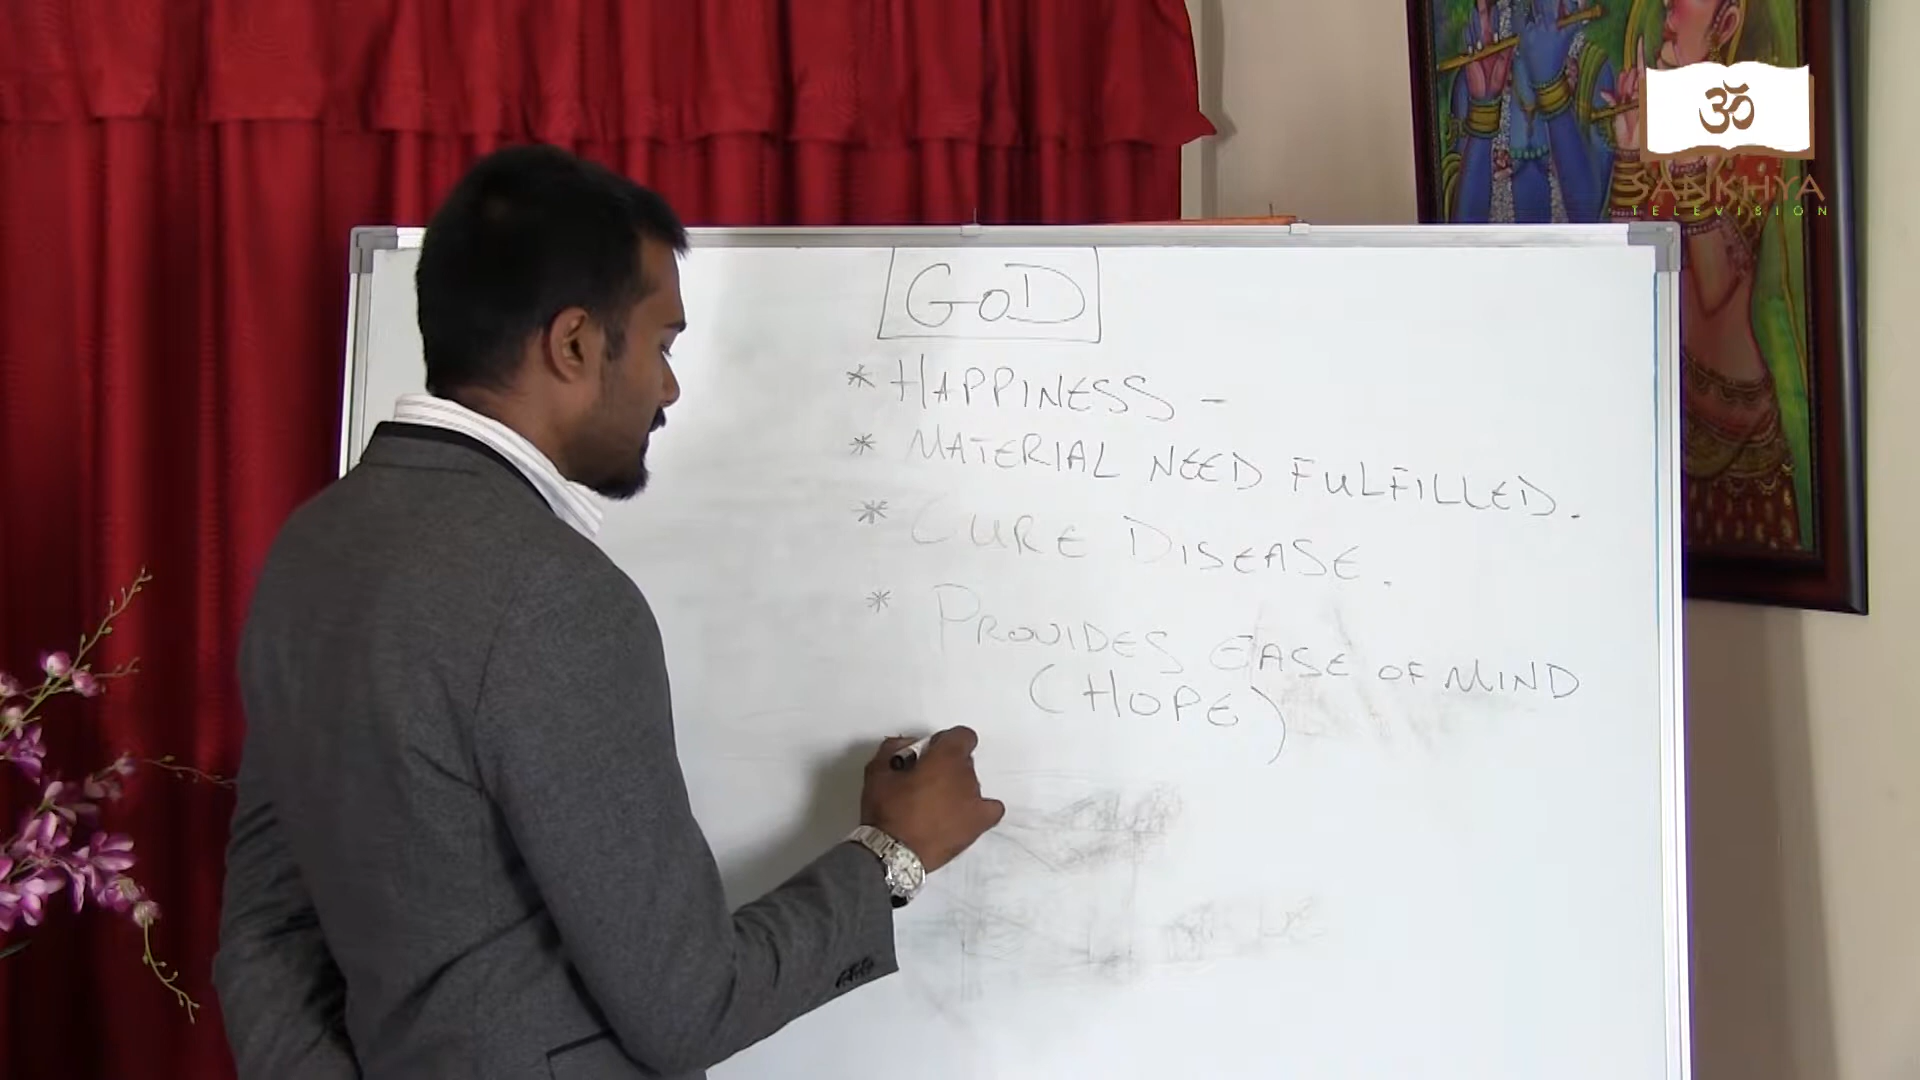 ॐ
SANKHYA
TELEVISION
GOD
* HAPPINESS -
* MATERIAL NEED FULFILLED.
* CURE DISEASE.
* PROVIDES EASE OF MIND
(HOPE)